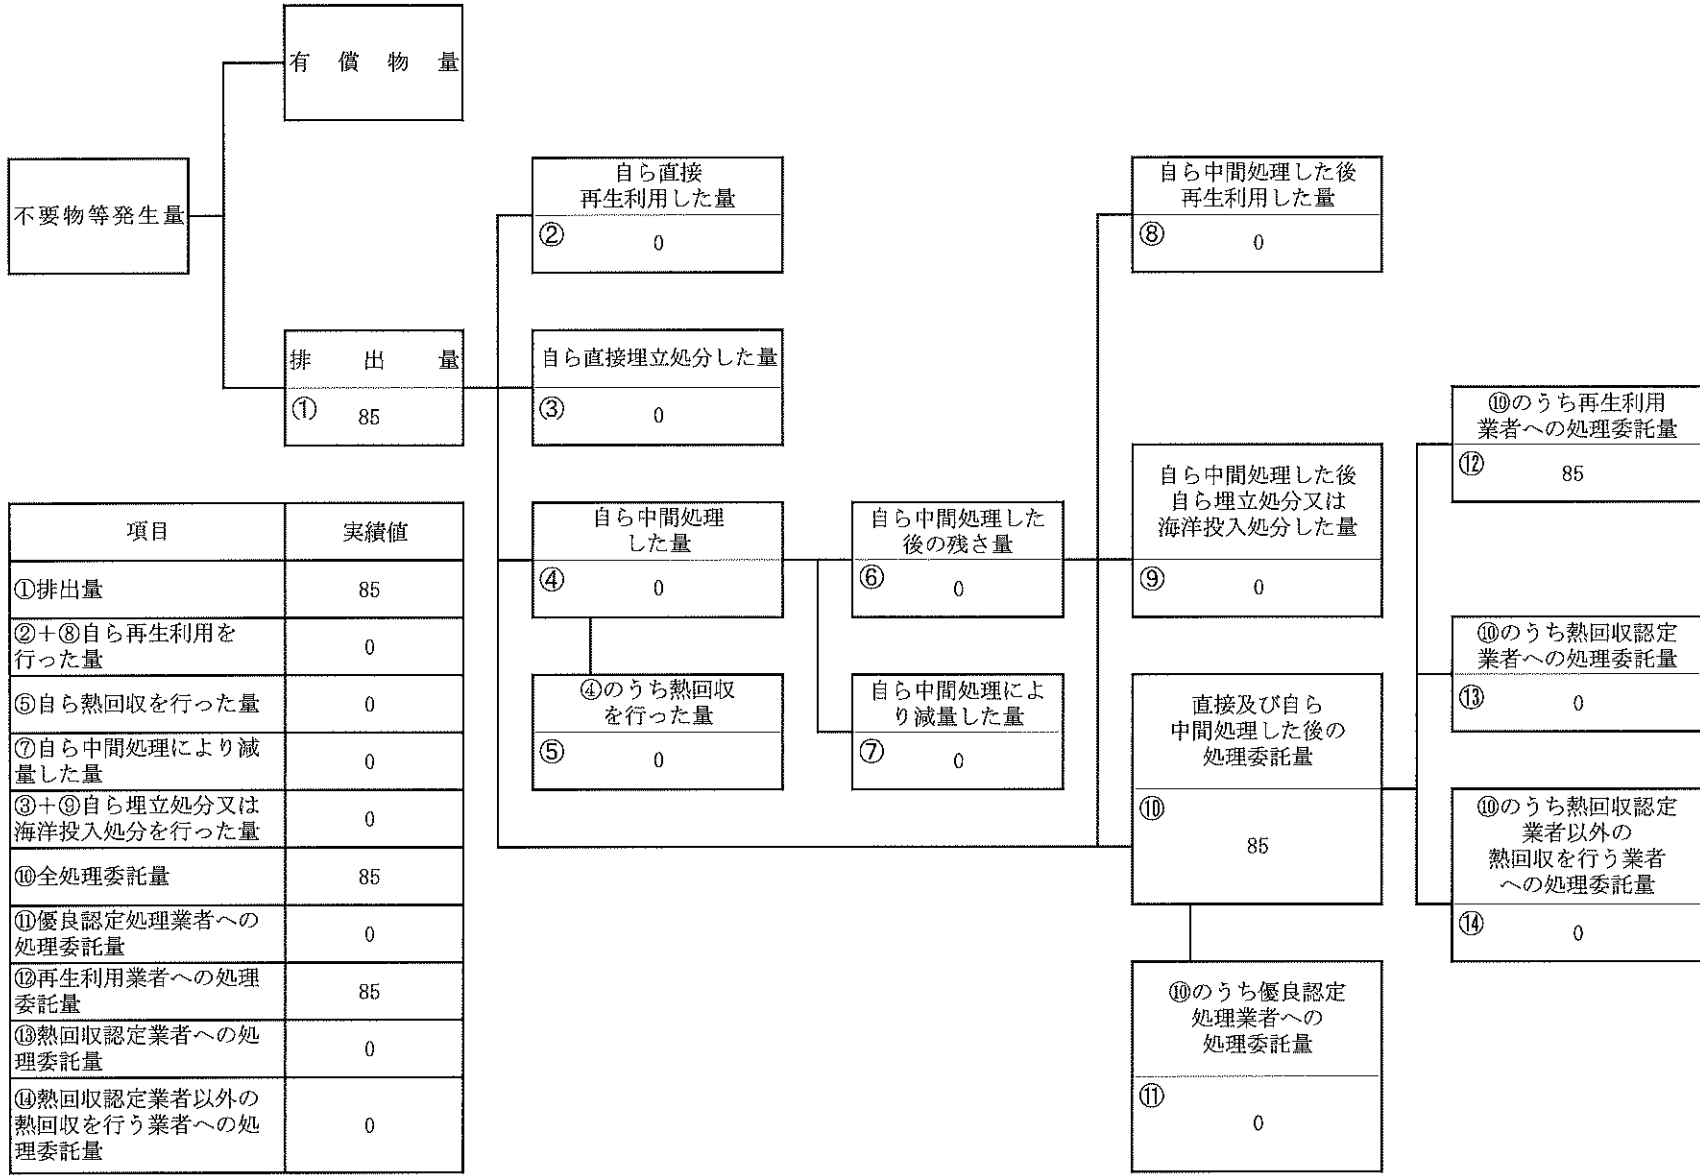 有償物量
不要物等発生量
排出量
① 85
自ら直接
再生利用した量
② 0
自ら直接埋立処分した量
③ 0
自ら中間処理
した量
④ 0
④のうち熱回収
を行った量
⑤ 0
自ら中間処理した
後の残さ量
⑥ 0
自ら中間処理によ
り減量した量
⑦ 0
自ら中間処理した後
再生利用した量
⑧ 0
自ら中間処理した後
自ら埋立処分又は
海洋投入処分した量
⑨ 0
直接及び自ら
中間処理した後の
処理委託量
⑩
85
⑩のうち優良認定
処理業者への
処理委託量
⑪
0
⑩のうち再生利用
業者への処理委託量
⑫ 85
⑩のうち熱回収認定
業者への処理委託量
⑬ 0
⑩のうち熱回収認定
業者以外の
熱回収を行う業者
への処理委託量
⑭ 0
項目 実績値
①排出量 85
②+⑧自ら再生利用を
行った量 0
⑤自ら熱回収を行った量 0
⑦自ら中間処理により減
量した量 0
③+⑨自ら埋立処分又は
海洋投入処分を行った量 0
⑩全処理委託量 85
⑪優良認定処理業者への
処理委託量 0
⑫再生利用業者への処理
委託量 85
⑬熱回収認定業者への処
理委託量 0
⑭熱回収認定業者以外の
熱回収を行う業者への処
理委託量 0